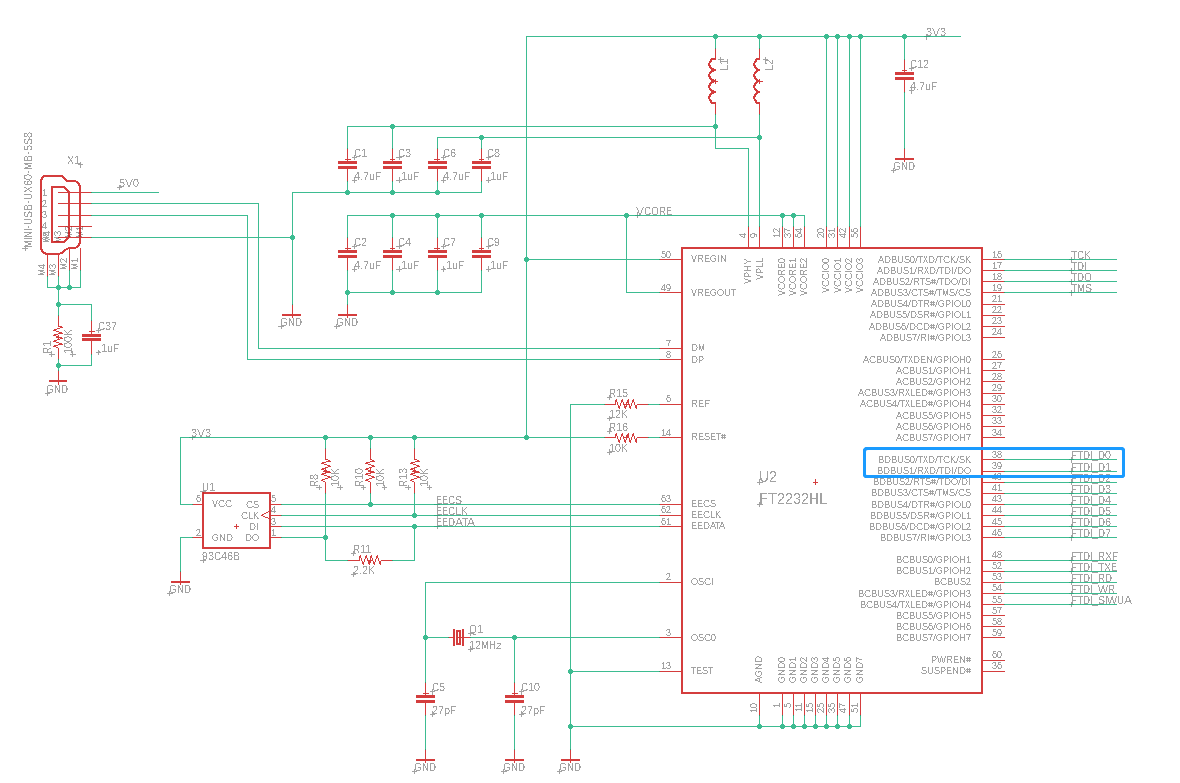 3V3
L1
L2
C12
4.7uF
GND
MINI-USB-UX60-MB-5S8
X1
5V0
1
2
3
4
M4
M3
M2
M1
C1
4.7uF
C3
1uF
C6
4.7uF
C8
1uF
VCORE
C2
4.7uF
C4
1uF
C7
1uF
C9
1uF
GND
GND
R1
100K
C37
1uF
GND
4
9
12
37
64
20
31
42
56
VPHY
VPLL
VCORE0
VCORE1
VCORE2
VCCIO0
VCCIO1
VCCIO2
VCCIO3
50 VREGIN
49 VREGOUT
7 DM
8 DP
6 REF
14 RESET#
63 EECS
62 EECLK
61 EEDATA
2 OSCI
3 OSCO
13 TEST
R15
12K
R16
10K
3V3
R8
10K
R10
10K
R13
10K
U1
6 VCC CS 5
CLK 4
DI 3
2 GND DO 1
93C46B
GND
EECS
EECLK
EEDATA
R11
2.2K
Q1
12MHz
C5
27pF
C10
27pF
GND
GND
GND
U2
FT2232HL
ADBUS0/TXD/TCK/SK 16 TCK
ADBUS1/RXD/TDI/DO 17 TDI
ADBUS2/RTS#/TDO/DI 18 TDO
ADBUS3/CTS#/TMS/CS 19 TMS
ADBUS4/DTR#/GPIOL0 21
ADBUS5/DSR#/GPIOL1 22
ADBUS6/DCD#/GPIOL2 23
ADBUS7/RI#/GPIOL3 24
ACBUS0/TXDEN/GPIOH0 26
ACBUS1/GPIOH1 27
ACBUS2/GPIOH2 28
ACBUS3/RXLED#/GPIOH3 29
ACBUS4/TXLED#/GPIOH4 30
ACBUS5/GPIOH5 32
ACBUS6/GPIOH6 33
ACBUS7/GPIOH7 34
BDBUS0/TXD/TCK/SK 38 FTDI_D0
BDBUS1/RXD/TDI/DO 39 FTDI_D1
BDBUS2/RTS#/TDO/DI 40 FTDI_D2
BDBUS3/CTS#/TMS/CS 41 FTDI_D3
BDBUS4/DTR#/GPIOL0 43 FTDI_D4
BDBUS5/DSR#/GPIOL1 44 FTDI_D5
BDBUS6/DCD#/GPIOL2 45 FTDI_D6
BDBUS7/RI#/GPIOL3 46 FTDI_D7
BCBUS0/GPIOH1 48 FTDI_RXF
BCBUS1/GPIOH2 52 FTDI_TXE
BCBUS2 53 FTDI_RD
BCBUS3/RXLED#/GPIOH3 54 FTDI_WR
BCBUS4/TXLED#/GPIOH4 55 FTDI_SIWUA
BCBUS5/GPIOH5 57
BCBUS6/GPIOH6 58
BCBUS7/GPIOH7 59
PWREN# 60
SUSPEND# 36
AGND
GND0
GND1
GND2
GND3
GND4
GND5
GND6
GND7
10
1
5
11
15
25
35
47
51